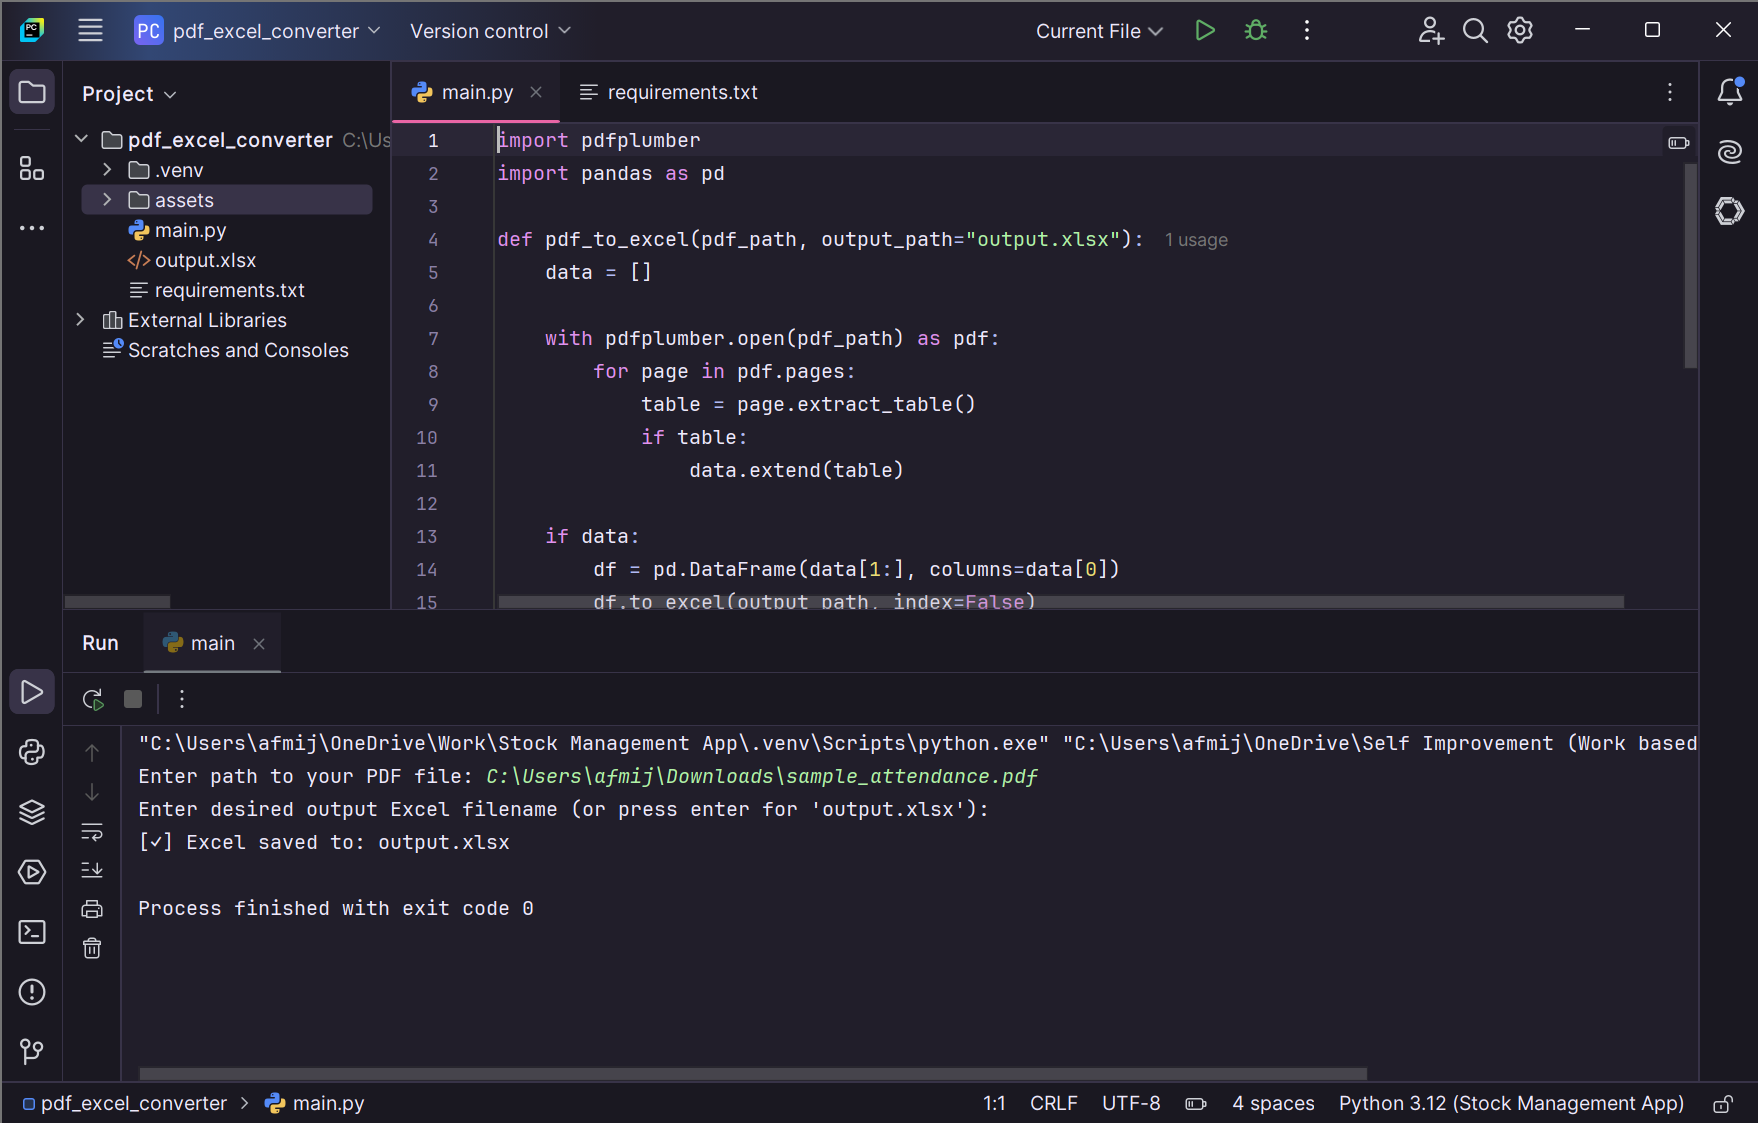 PC pdf_excel_converter Version control Current File
Project
pdf_excel_converter C:\Us
.venv
assets
main.py
output.xlsx
requirements.txt
External Libraries
Scratches and Consoles
main.py requirements.txt
1 import pdfplumber
2 import pandas as pd
3
4 def pdf_to_excel(pdf_path, output_path="output.xlsx"): 1 usage
5 data = []
6
7 with pdfplumber.open(pdf_path) as pdf:
8 for page in pdf.pages:
9 table = page.extract_table()
10 if table:
11 data.extend(table)
12
13 if data:
14 df = pd.DataFrame(data[1:], columns=data[0])
15 df.to_excel(output_path, index=False)
Run main
"C:\Users\afmij\OneDrive\Work\Stock Management App\.venv\Scripts\python.exe" "C:\Users\afmij\OneDrive\Self Improvement (Work based
Enter path to your PDF file: C:\Users\afmij\Downloads\sample_attendance.pdf
Enter desired output Excel filename (or press enter for 'output.xlsx'):
[✓] Excel saved to: output.xlsx
Process finished with exit code 0
pdf_excel_converter > main.py 1:1 CRLF UTF-8 4 spaces Python 3.12 (Stock Management App)